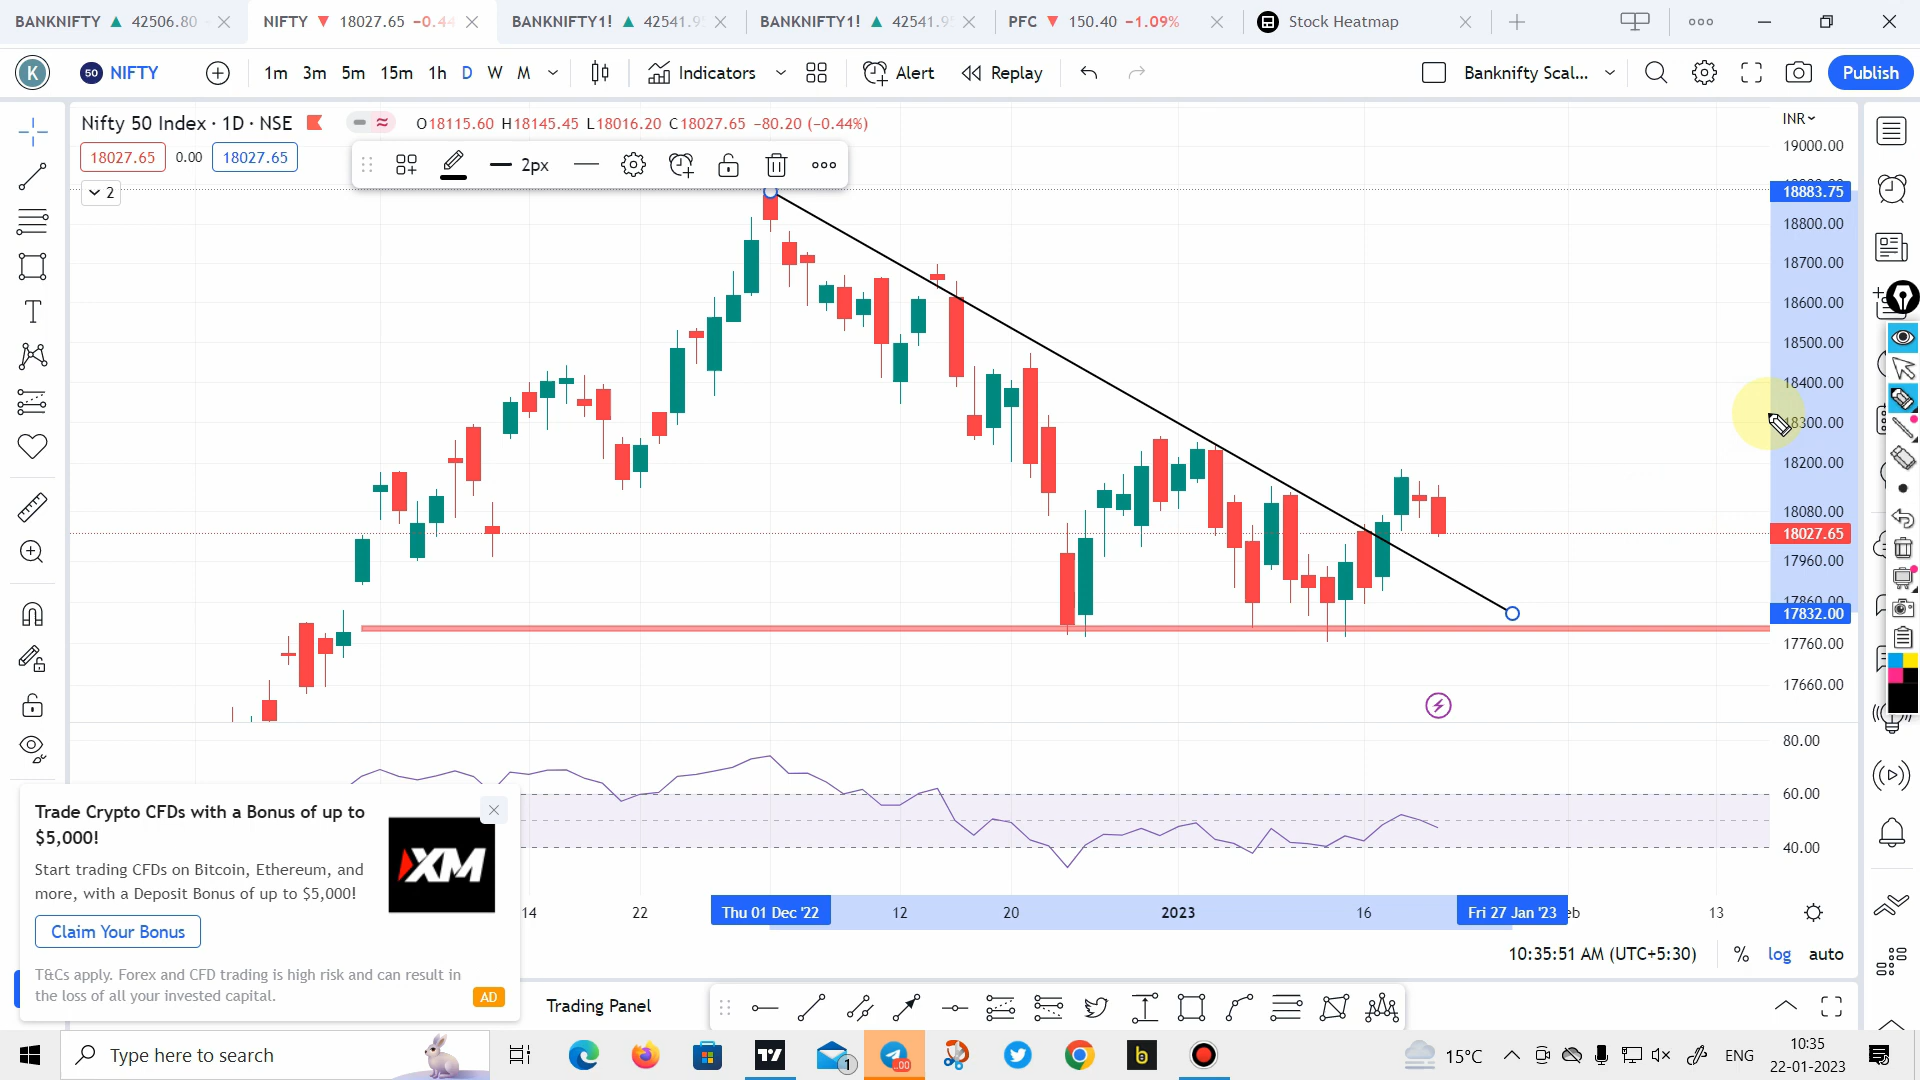 BANKNIFTY ▲ 42506.80
NIFTY ▼ 18027.65 −0.44
BANKNIFTY1! ▲ 42541.9
BANKNIFTY1! ▲ 42541.9
PFC ▼ 150.40 −1.09%
Stock Heatmap
K
50 NIFTY
1m 3m 5m 15m 1h D W M
Indicators
Alert
Replay
Banknifty Scal...
Publish
Nifty 50 Index · 1D · NSE
O18115.60 H18145.45 L18016.20 C18027.65 −80.20 (−0.44%)
INR
18027.65 0.00 18027.65
2px
2
19000.00
18883.75
18800.00
18700.00
18600.00
18500.00
18400.00
18300.00
18200.00
18080.00
18027.65
17960.00
17860.00
17832.00
17760.00
17660.00
80.00
60.00
40.00
14 22 Thu 01 Dec '22 12 20 2023 16 Fri 27 Jan '23 eb 13
Trade Crypto CFDs with a Bonus of up to
$5,000!
Start trading CFDs on Bitcoin, Ethereum, and
more, with a Deposit Bonus of up to $5,000!
XM
Claim Your Bonus
T&Cs apply. Forex and CFD trading is high risk and can result in
the loss of all your invested capital.
AD
10:35:51 AM (UTC+5:30) % log auto
Trading Panel
Type here to search
1
.00
b
15°C
ENG
10:35
22-01-2023